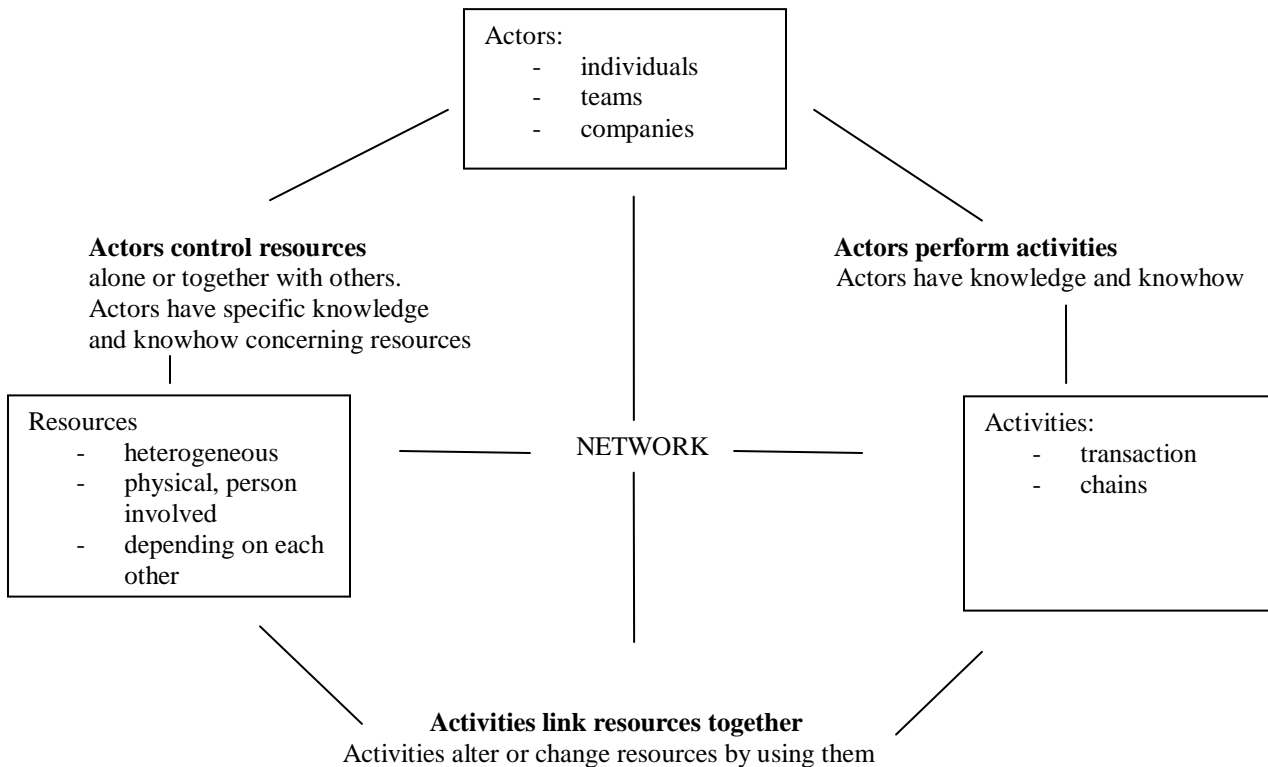 Actors:
- individuals
- teams
- companies
Actors control resources
alone or together with others.
Actors have specific knowledge
and knowhow concerning resources
Actors perform activities
Actors have knowledge and knowhow
Resources
- heterogeneous
- physical, person
involved
- depending on each
other
NETWORK
Activities:
- transaction
- chains
Activities link resources together
Activities alter or change resources by using them